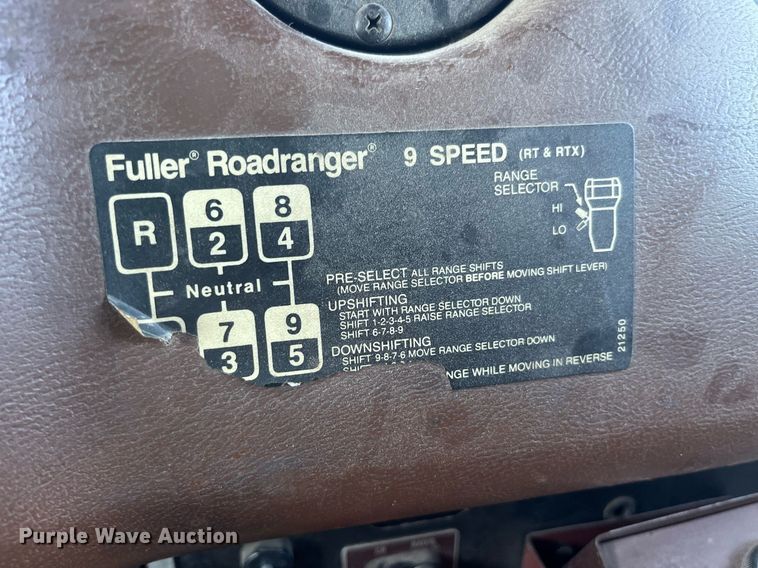 Fuller® Roadranger® 9 SPEED (RT & RTX)
RANGE
SELECTOR
HI
LO
R 6 8
2 4
Neutral
7 9
3 5
PRE-SELECT ALL RANGE SHIFTS
(MOVE RANGE SELECTOR BEFORE MOVING SHIFT LEVER)
UPSHIFTING
START WITH RANGE SELECTOR DOWN
SHIFT 1-2-3-4-5 RAISE RANGE SELECTOR
SHIFT 6-7-8-9
DOWNSHIFTING
SHIFT 9-8-7-6 MOVE RANGE SELECTOR DOWN
WHILE MOVING IN REVERSE
21250
Purple Wave Auction